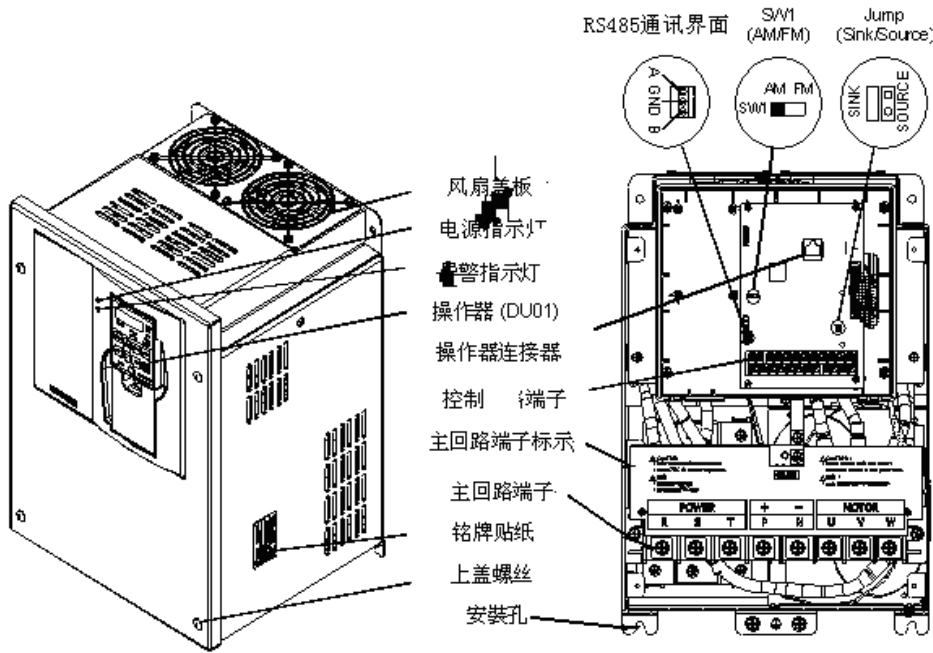 RS485通讯界面
SW1
(AM/FM)
Jump
(Sink/Source)
A GND B
AM FM
SW1
SINK
SOURCE
风扇盖板
电源指示灯
警指示灯
操作器 (DU01)
操作器连接器
控制 端子
主回路端子标示
主回路端子
铭牌贴纸
上盖螺丝
安装孔
POWER + − MOTOR
R S T P N U V W